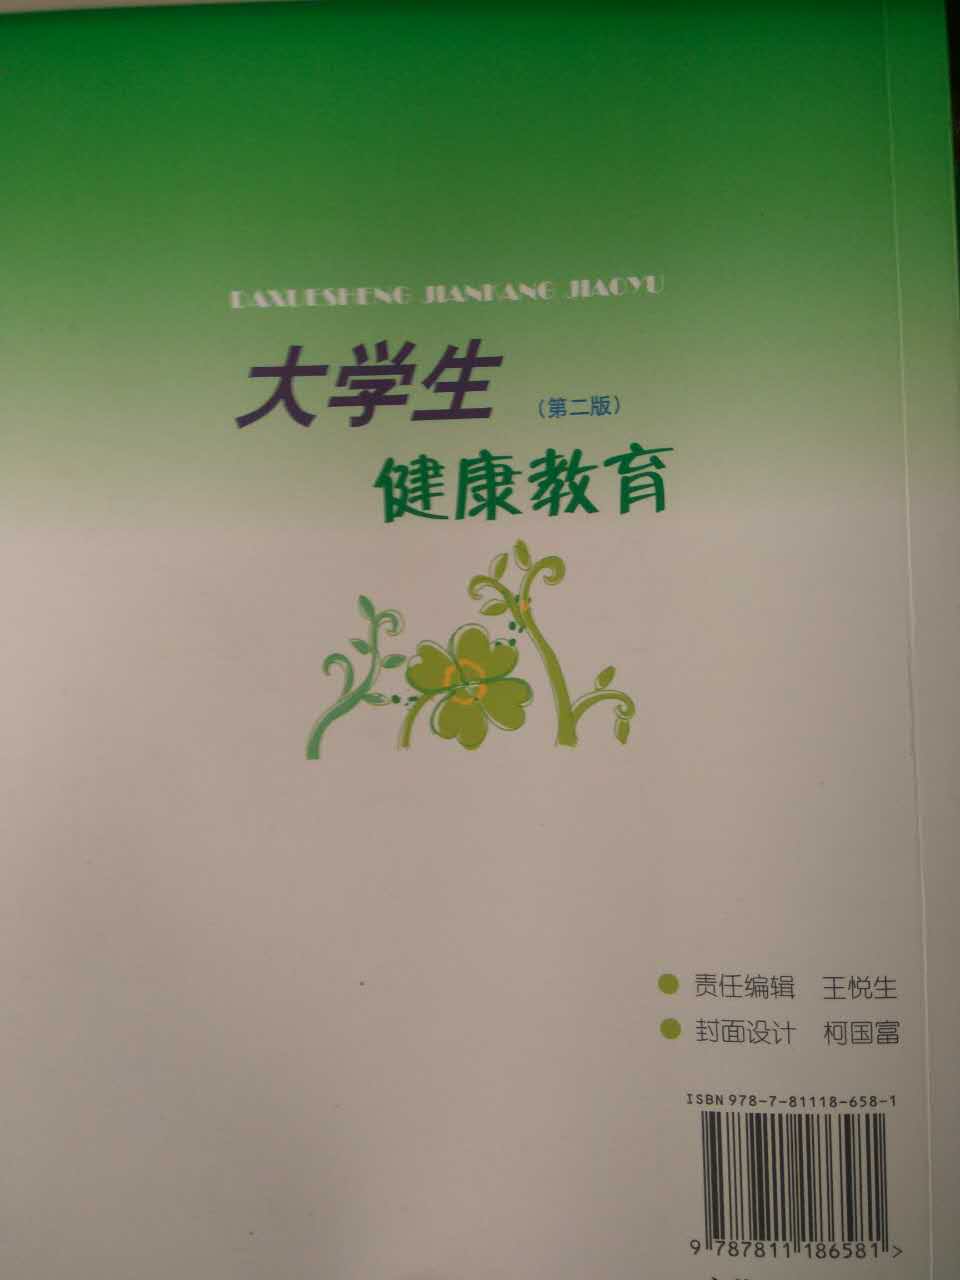 DAXUESHENG JIANKANG JIAOYU
大学生
（第二版）
健康教育
责任编辑 王悦生
封面设计 柯国富
ISBN 978-7-81118-658-1
9 787811 186581 >